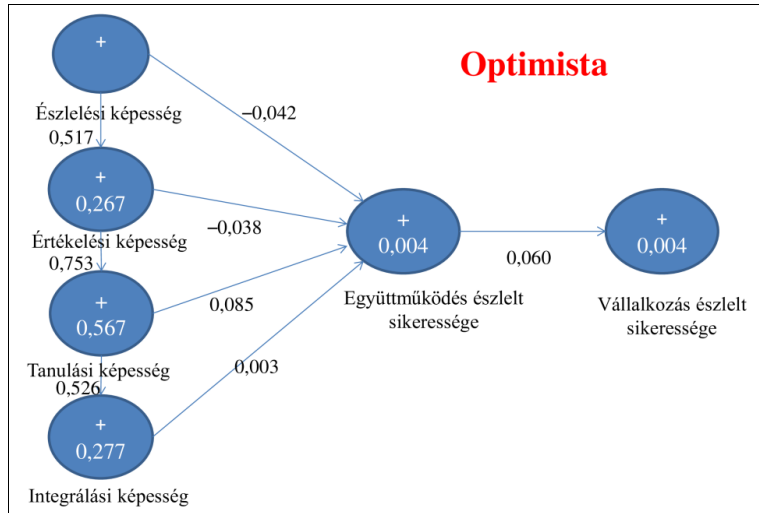 +
Optimista
Észlelési képesség
−0,042
0,517
+
0,267
−0,038
+
0,004
+
0,004
Értékelési képesség
0,753
0,060
+
0,567
0,085
Együttműködés észlelt
sikeressége
Vállalkozás észlelt
sikeressége
Tanulási képesség
0,003
0,526
+
0,277
Integrálási képesség